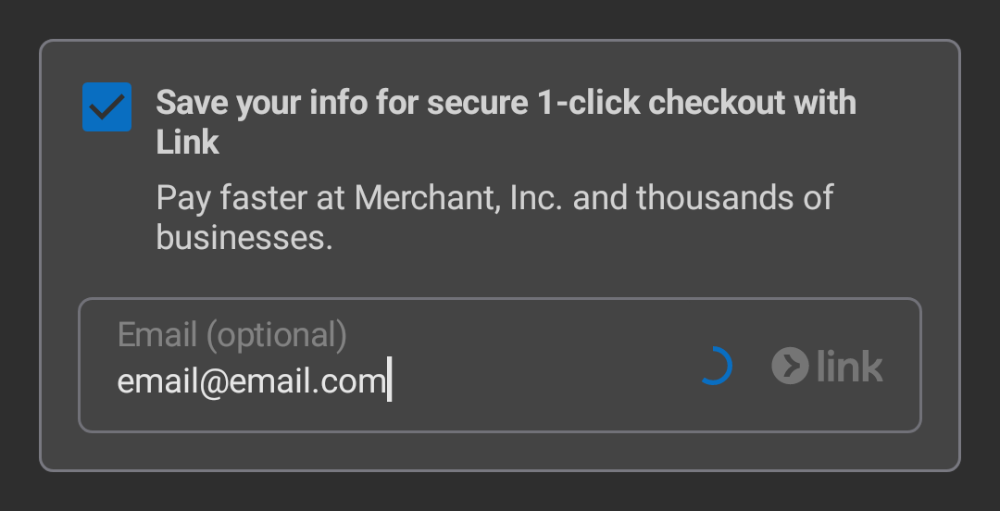 Save your info for secure 1-click checkout with
Link
Pay faster at Merchant, Inc. and thousands of
businesses.
Email (optional)
email@email.com
link